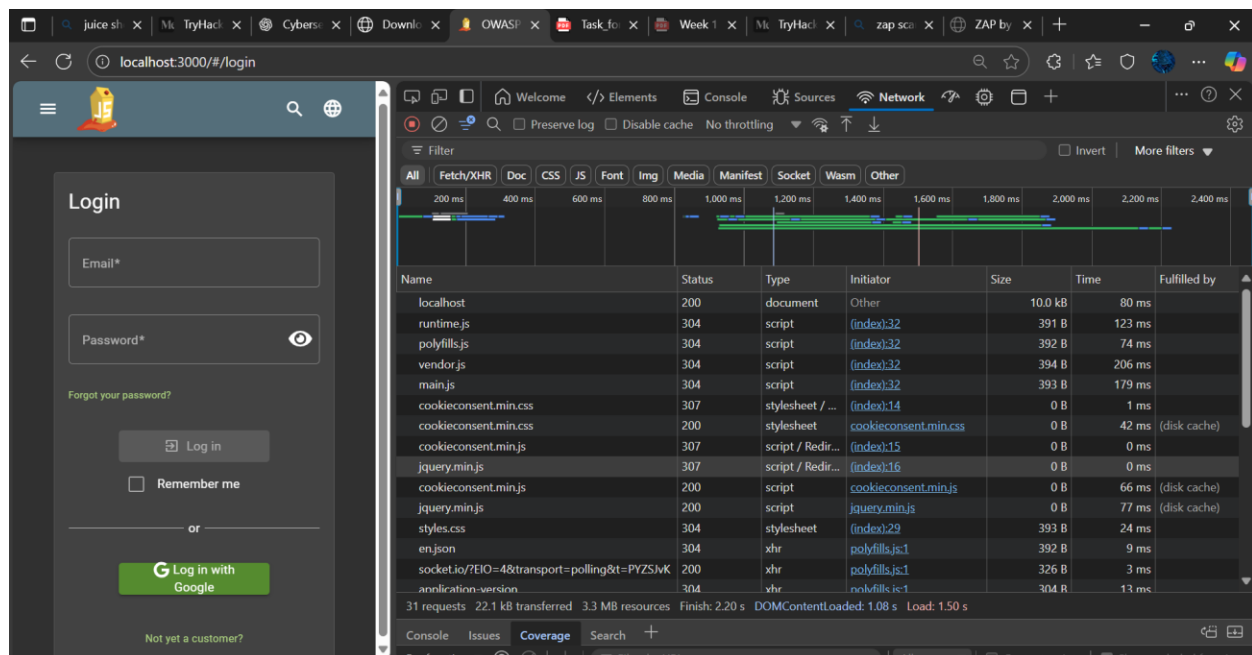 juice sh
TryHack
Cyberse
Downlo
OWASP
Task_for
Week 1
TryHack
zap sca
ZAP by
localhost:3000/#/login
Welcome
Elements
Console
Sources
Network
Preserve log
Disable cache
No throttling
Filter
Invert
More filters
All
Fetch/XHR
Doc
CSS
JS
Font
Img
Media
Manifest
Socket
Wasm
Other
200 ms
400 ms
600 ms
800 ms
1,000 ms
1,200 ms
1,400 ms
1,600 ms
1,800 ms
2,000 ms
2,200 ms
2,400 ms
JS
Login
Email*
Password*
Forgot your password?
Log in
Remember me
or
G Log in with
Google
Not yet a customer?
Name Status Type Initiator Size Time Fulfilled by
localhost 200 document Other 10.0 kB 80 ms
runtime.js 304 script (index):32 391 B 123 ms
polyfills.js 304 script (index):32 392 B 74 ms
vendor.js 304 script (index):32 394 B 206 ms
main.js 304 script (index):32 393 B 179 ms
cookieconsent.min.css 307 stylesheet / ... (index):14 0 B 1 ms
cookieconsent.min.css 200 stylesheet cookieconsent.min.css 0 B 42 ms (disk cache)
cookieconsent.min.js 307 script / Redir... (index):15 0 B 0 ms
jquery.min.js 307 script / Redir... (index):16 0 B 0 ms
cookieconsent.min.js 200 script cookieconsent.min.js 0 B 66 ms (disk cache)
jquery.min.js 200 script jquery.min.js 0 B 77 ms (disk cache)
styles.css 304 stylesheet (index):29 393 B 24 ms
en.json 304 xhr polyfills.js:1 392 B 9 ms
socket.io/?EIO=4&transport=polling&t=PYZSJvK 200 xhr polyfills.js:1 326 B 3 ms
application-version 304 xhr polyfills.js:1 304 B 13 ms
31 requests 22.1 kB transferred 3.3 MB resources Finish: 2.20 s DOMContentLoaded: 1.08 s Load: 1.50 s
Console Issues Coverage Search